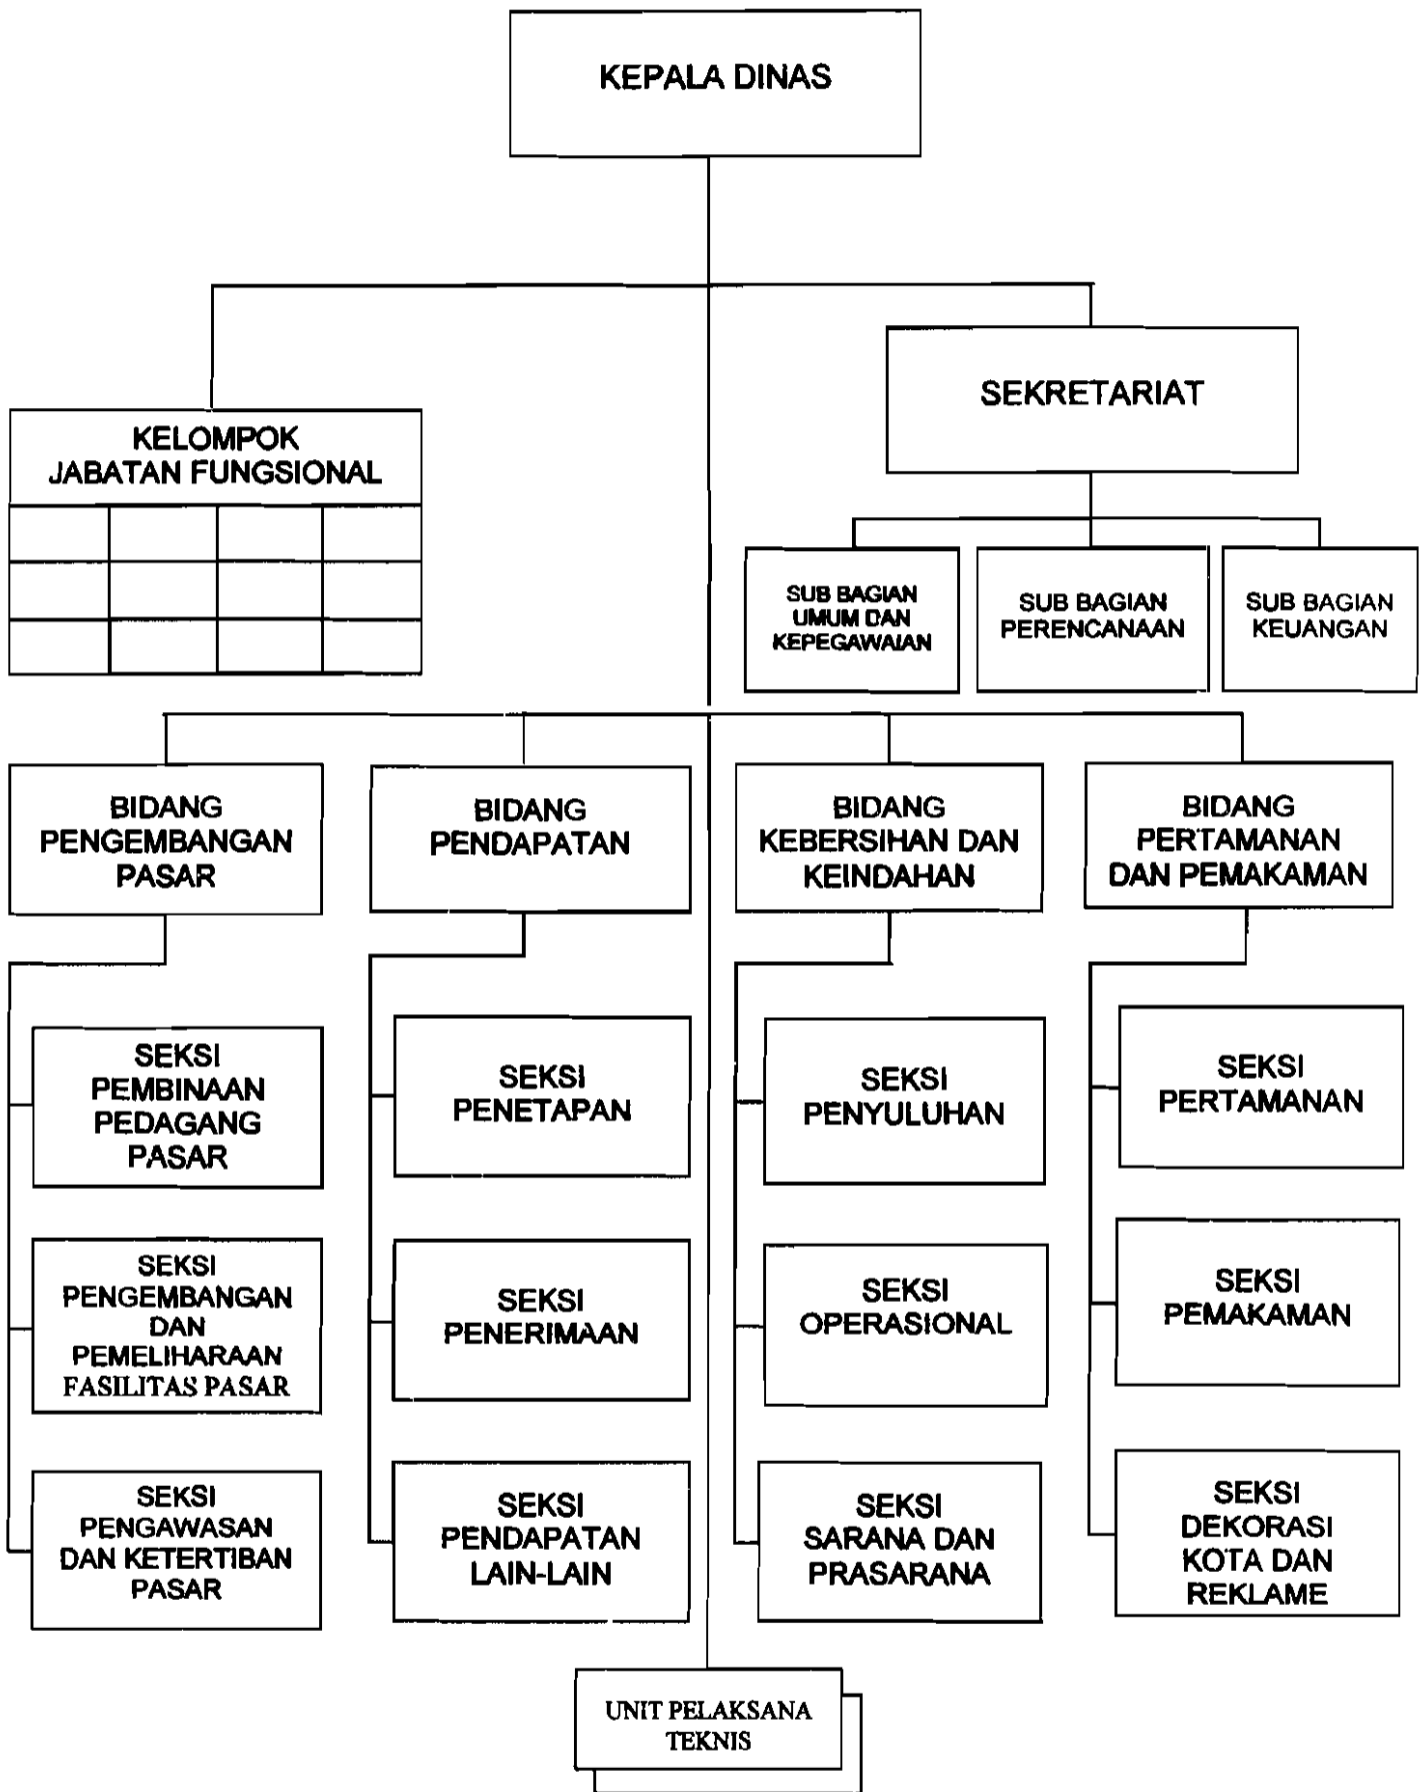 KEPALA DINAS
SEKRETARIAT
KELOMPOK
JABATAN FUNGSIONAL
SUB BAGIAN
UMUM DAN
KEPEGAWAIAN
SUB BAGIAN
PERENCANAAN
SUB BAGIAN
KEUANGAN
BIDANG
PENGEMBANGAN
PASAR
BIDANG
PENDAPATAN
BIDANG
KEBERSIHAN DAN
KEINDAHAN
BIDANG
PERTAMANAN
DAN PEMAKAMAN
SEKSI
PEMBINAAN
PEDAGANG
PASAR
SEKSI
PENETAPAN
SEKSI
PENYULUHAN
SEKSI
PERTAMANAN
SEKSI
PENGEMBANGAN
DAN
PEMELIHARAAN
FASILITAS PASAR
SEKSI
PENERIMAAN
SEKSI
OPERASIONAL
SEKSI
PEMAKAMAN
SEKSI
PENGAWASAN
DAN KETERTIBAN
PASAR
SEKSI
PENDAPATAN
LAIN-LAIN
SEKSI
SARANA DAN
PRASARANA
SEKSI
DEKORASI
KOTA DAN
REKLAME
UNIT PELAKSANA
TEKNIS